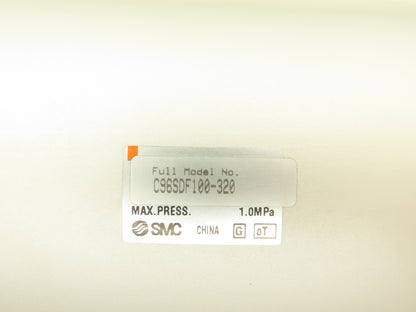 Full Model No.
C96SDF100-320
MAX.PRESS. 1.0MPa
SMC CHINA G oT